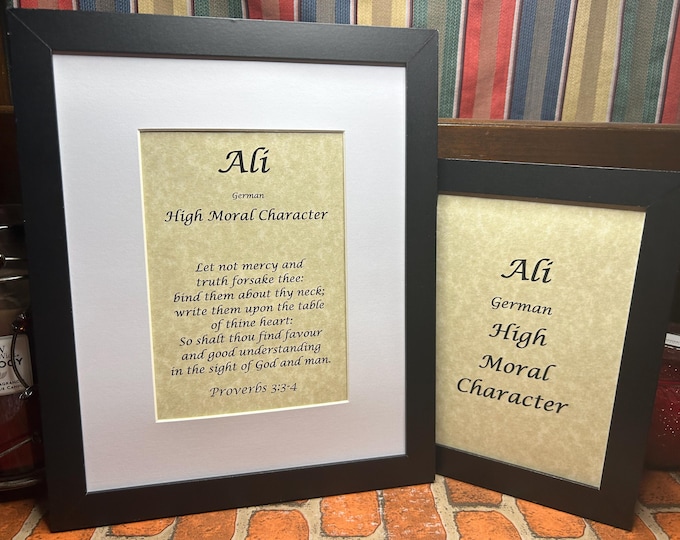 Ali
German
High Moral Character
Let not mercy and
truth forsake thee:
bind them about thy neck;
write them upon the table
of thine heart:
So shalt thou find favour
and good understanding
in the sight of God and man.
Proverbs 3:3-4
Ali
German
High
Moral
Character